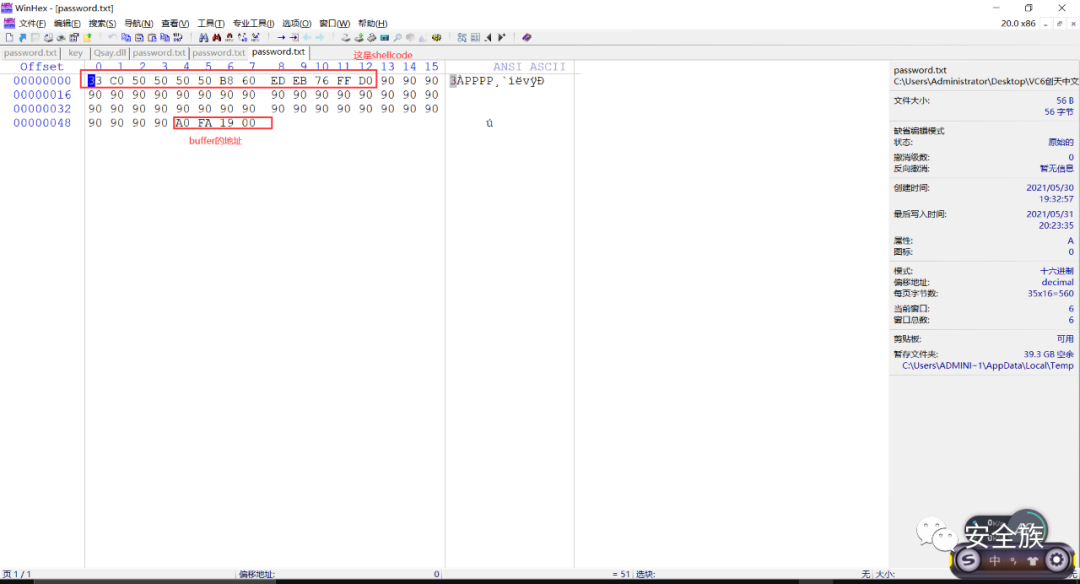 WinHex - [password.txt]
文件(F) 编辑(E) 搜索(S) 导航(N) 查看(V) 工具(T) 专业工具(I) 选项(O) 窗口(W) 帮助(H)
20.0 x86
password.txt key Qsay.dll password.txt password.txt password.txt
这是shellcode
Offset 0 1 2 3 4 5 6 7 8 9 10 11 12 13 14 15 ANSI ASCII
00000000 33 C0 50 50 50 50 B8 60 ED EB 76 FF D0 90 90 90 3ÀPPPP¸`íëvÿÐ
00000016 90 90 90 90 90 90 90 90 90 90 90 90 90 90 90 90
00000032 90 90 90 90 90 90 90 90 90 90 90 90 90 90 90 90
00000048 90 90 90 90 A0 FA 19 00 ú
buffer的地址
password.txt
C:\Users\Administrator\Desktop\VC6创天中文
文件大小: 56 B
56 字节
缺省编辑模式
状态: 原始的
撤消级数: 0
反向撤消: 暂无信息
创建时间: 2021/05/30
19:32:57
最后写入时间: 2021/05/31
20:23:35
属性: A
图标: 0
模式: 十六进制
偏移地址: decimal
每页字节数: 35x16=560
当前窗口: 6
窗口总数: 6
剪贴板: 可用
暂存文件夹: 39.3 GB 空余
C:\Users\ADMINI~1\AppData\Local\Temp
安全族
中
页 1 / 1 偏移地址: 0 = 51 选块: 无 大小: